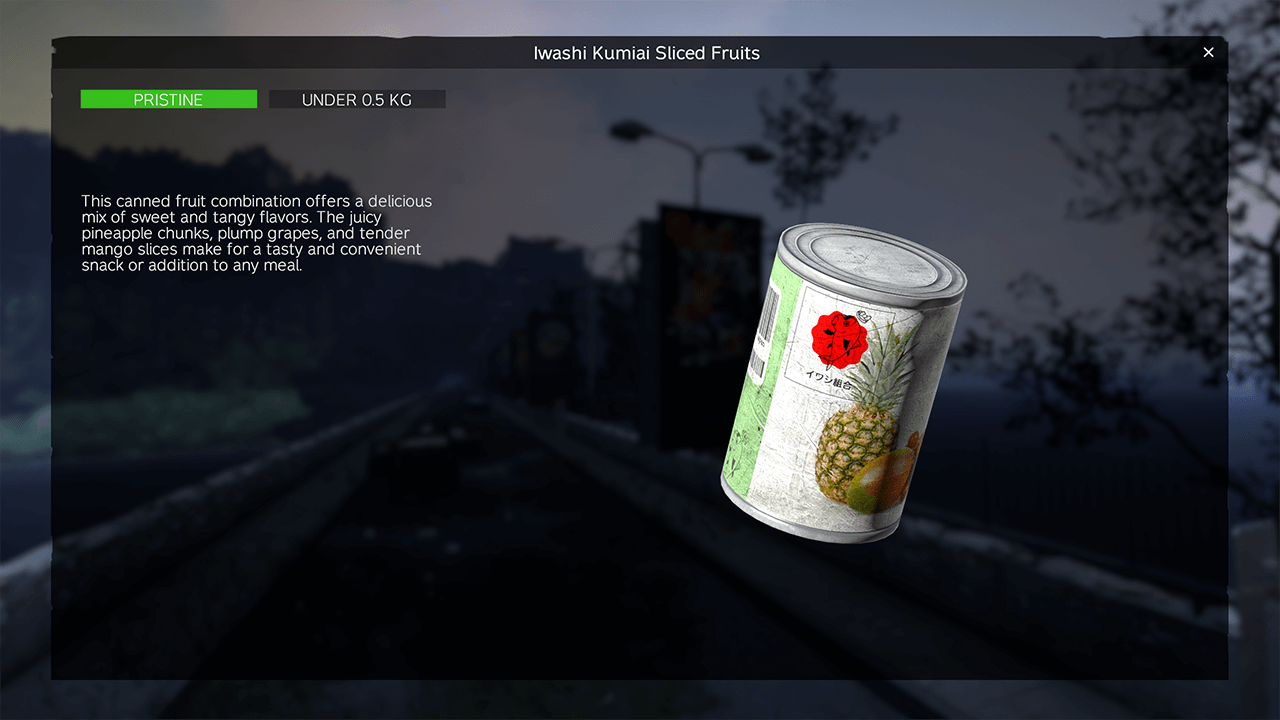 Iwashi Kumiai Sliced Fruits
PRISTINE
UNDER 0.5 KG
This canned fruit combination offers a delicious
mix of sweet and tangy flavors. The juicy
pineapple chunks, plump grapes, and tender
mango slices make for a tasty and convenient
snack or addition to any meal.
イワシ組合